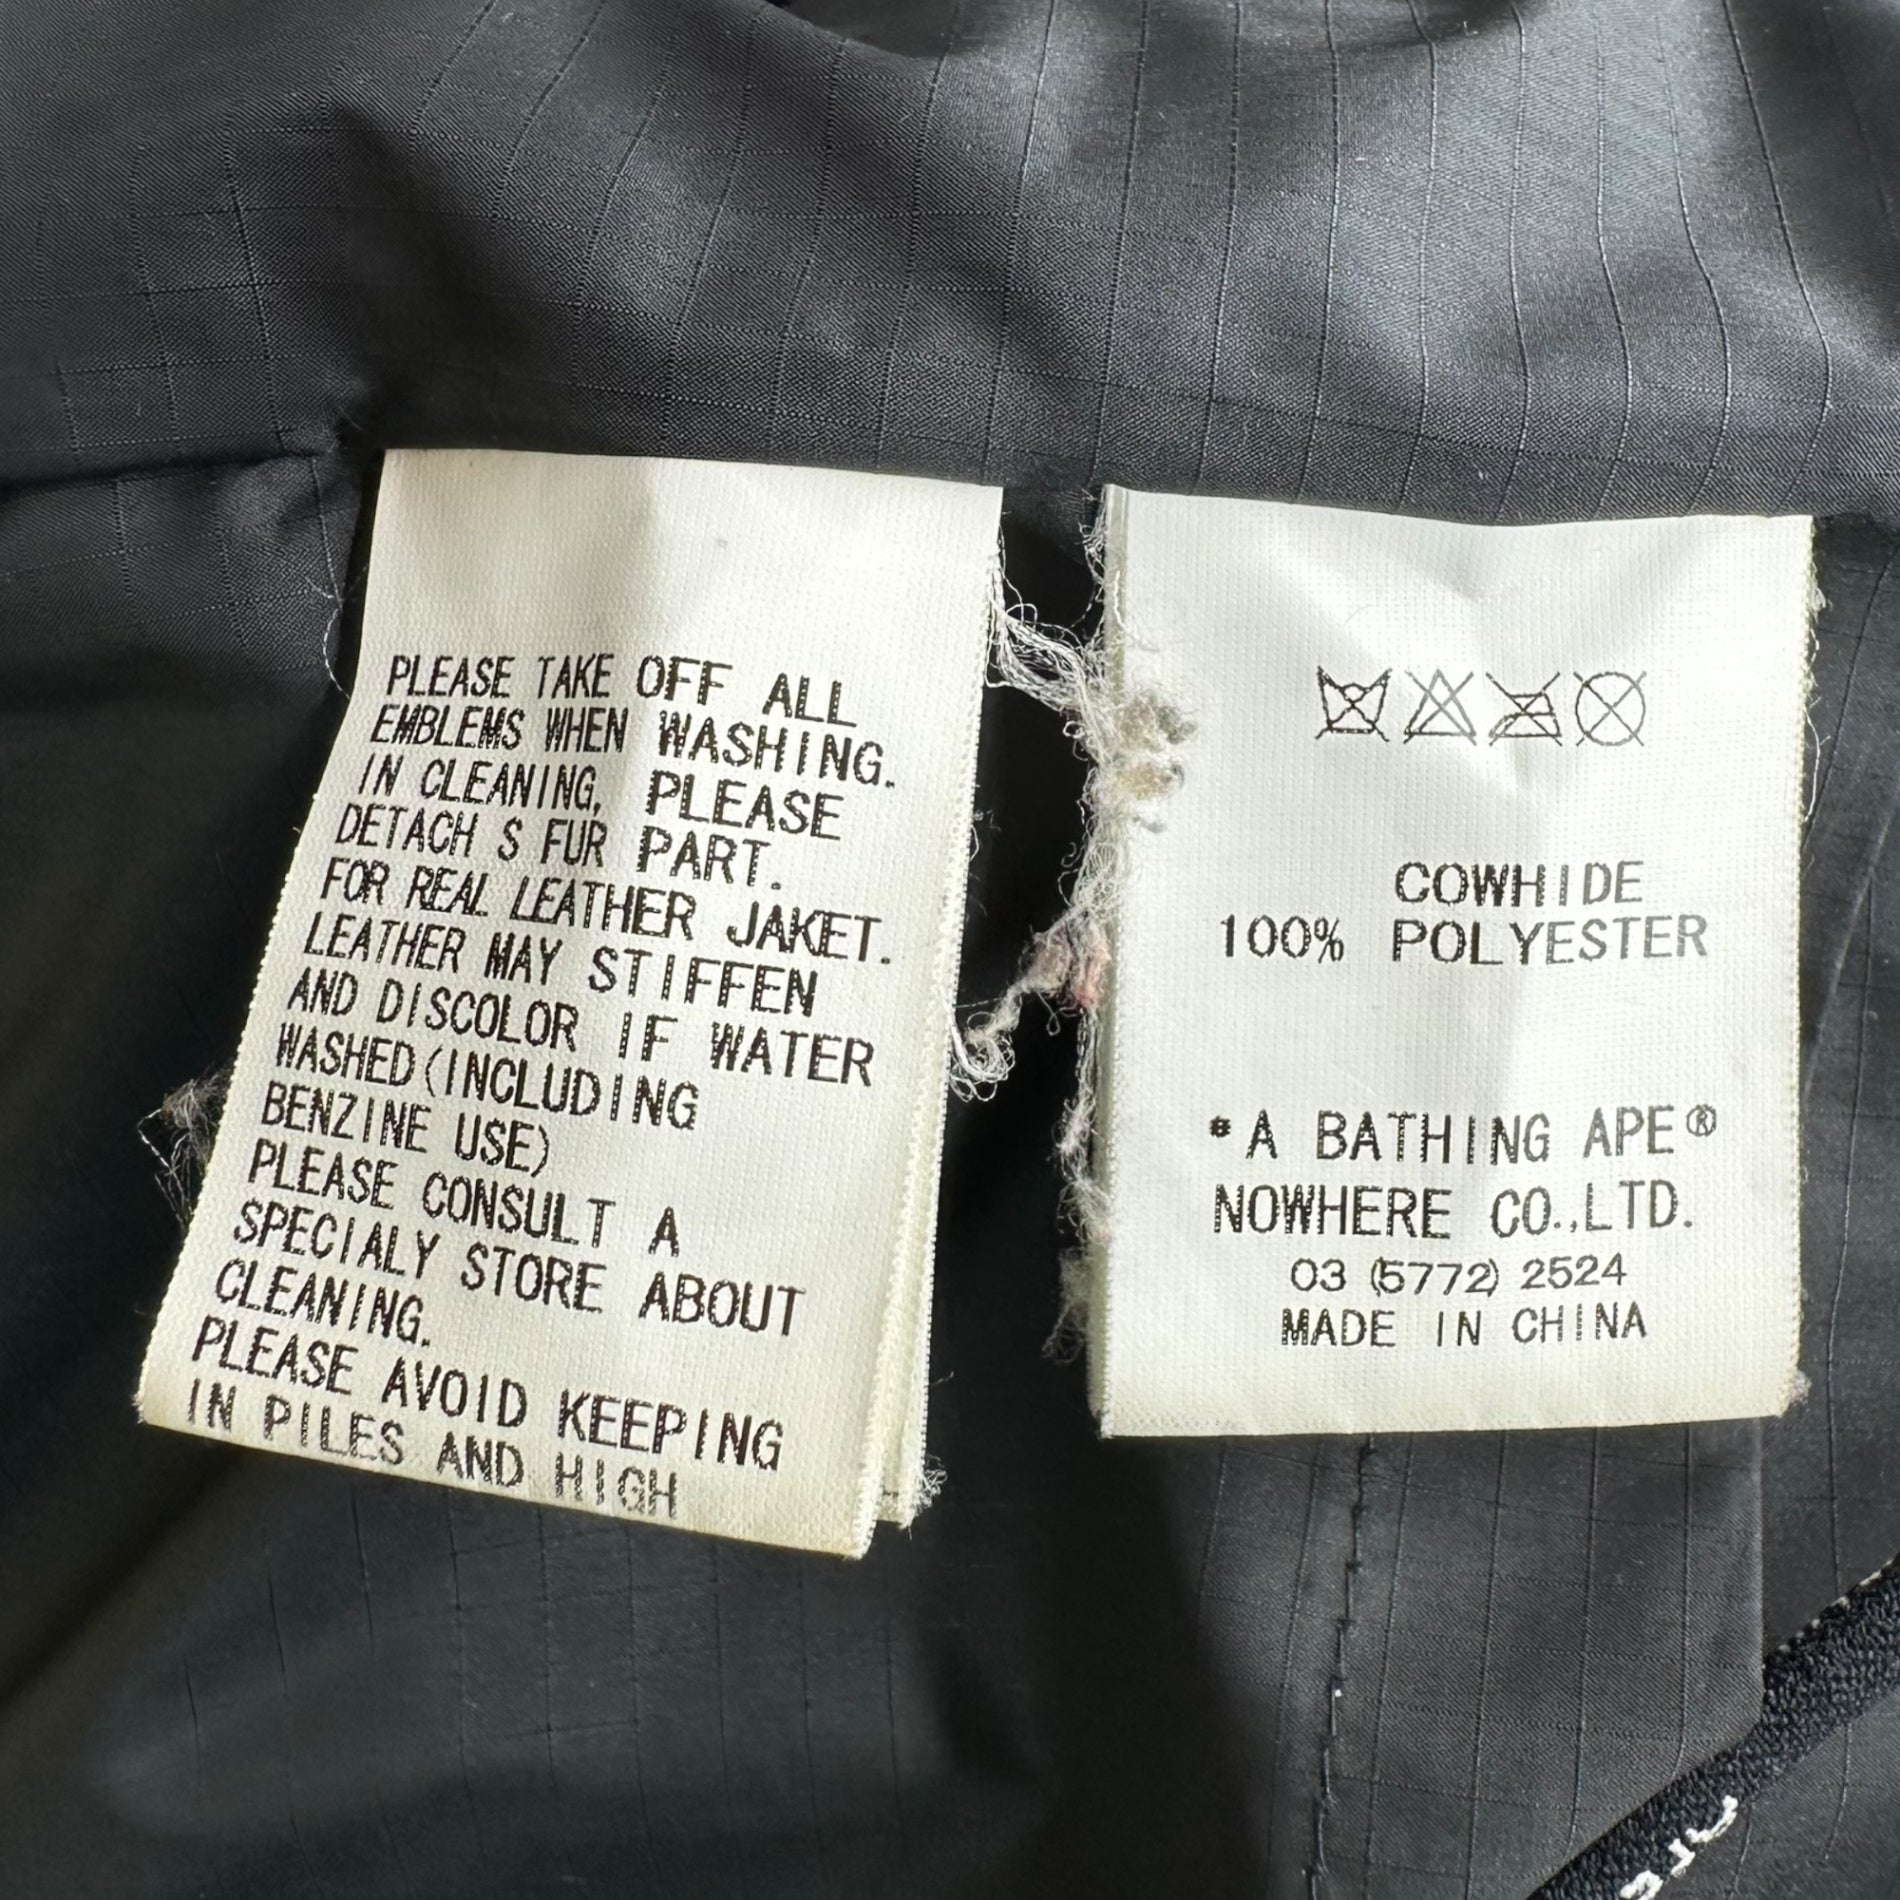 PLEASE TAKE OFF ALL
EMBLEMS WHEN WASHING.
IN CLEANING, PLEASE
DETACH S FUR PART.
FOR REAL LEATHER JAKET.
LEATHER MAY STIFFEN
AND DISCOLOR IF WATER
WASHED(INCLUDING
BENZINE USE)
PLEASE CONSULT A
SPECIALY STORE ABOUT
CLEANING.
PLEASE AVOID KEEPING
IN PILES AND HIGH
COWHIDE
100% POLYESTER
*A BATHING APE®
NOWHERE CO.,LTD.
03 (5772) 2524
MADE IN CHINA